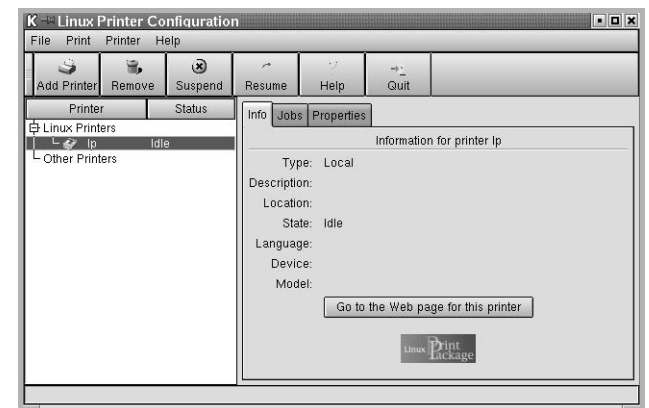 Linux Printer Configuration
File Print Printer Help
Add Printer Remove Suspend Resume Help Quit
Printer Status
Linux Printers
lp Idle
Other Printers
Info Jobs Properties
Information for printer lp
Type: Local
Description:
Location:
State: Idle
Language:
Device:
Model:
Go to the Web page for this printer
Linux Print Package